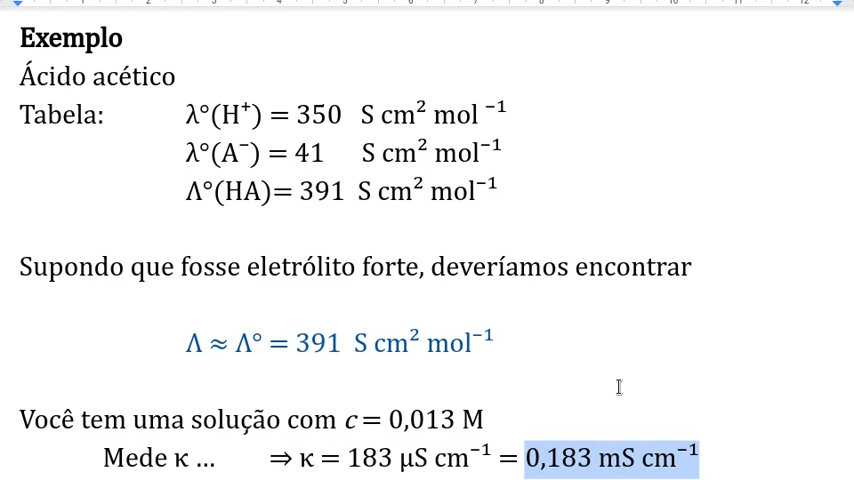 Exemplo
Ácido acético
Tabela: λ°(H⁺) = 350 S cm² mol ⁻¹
λ°(A⁻) = 41 S cm² mol⁻¹
Λ°(HA)= 391 S cm² mol⁻¹
Supondo que fosse eletrólito forte, deveríamos encontrar
Λ ≈ Λ° = 391 S cm² mol⁻¹
Você tem uma solução com c = 0,013 M
Mede κ ... ⇒ κ = 183 μS cm⁻¹ = 0,183 mS cm⁻¹